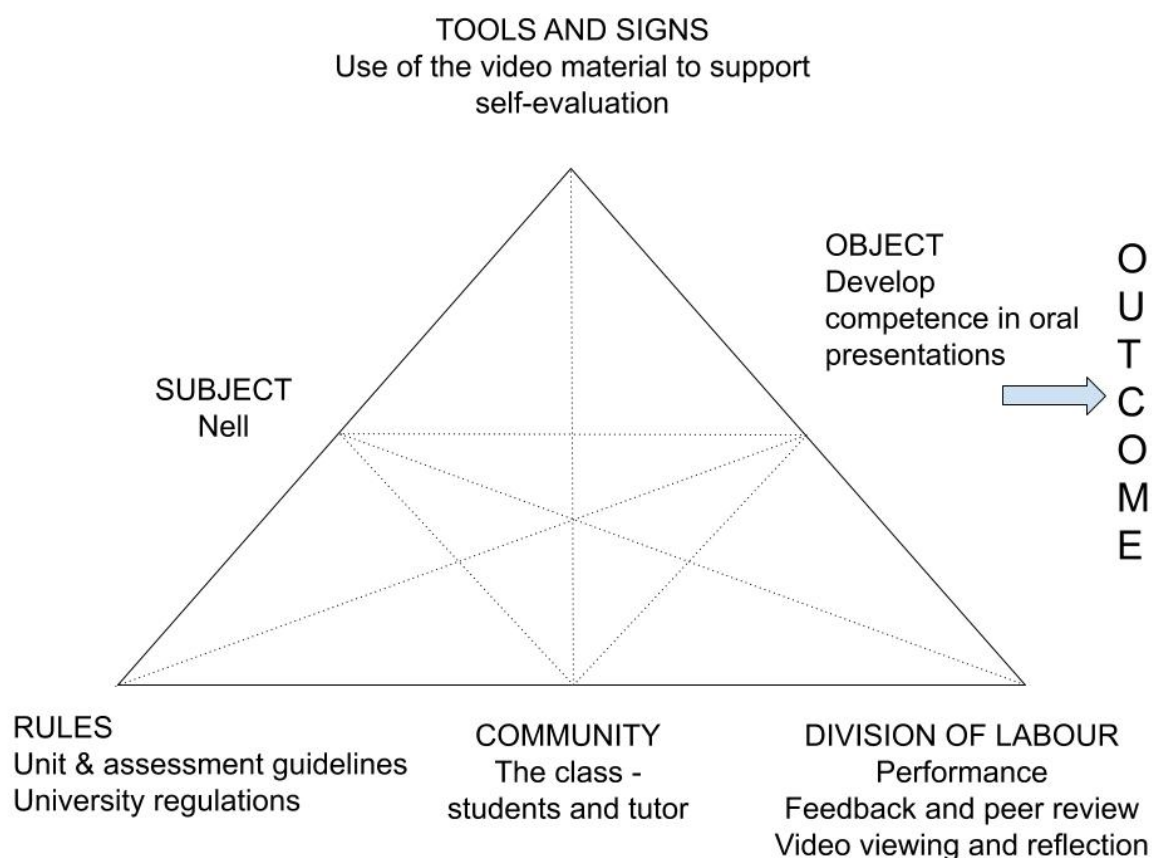 TOOLS AND SIGNS
Use of the video material to support
self-evaluation
OBJECT
Develop
competence in oral
presentations
OUTCOME
SUBJECT
Nell
RULES
Unit & assessment guidelines
University regulations
COMMUNITY
The class -
students and tutor
DIVISION OF LABOUR
Performance
Feedback and peer review
Video viewing and reflection